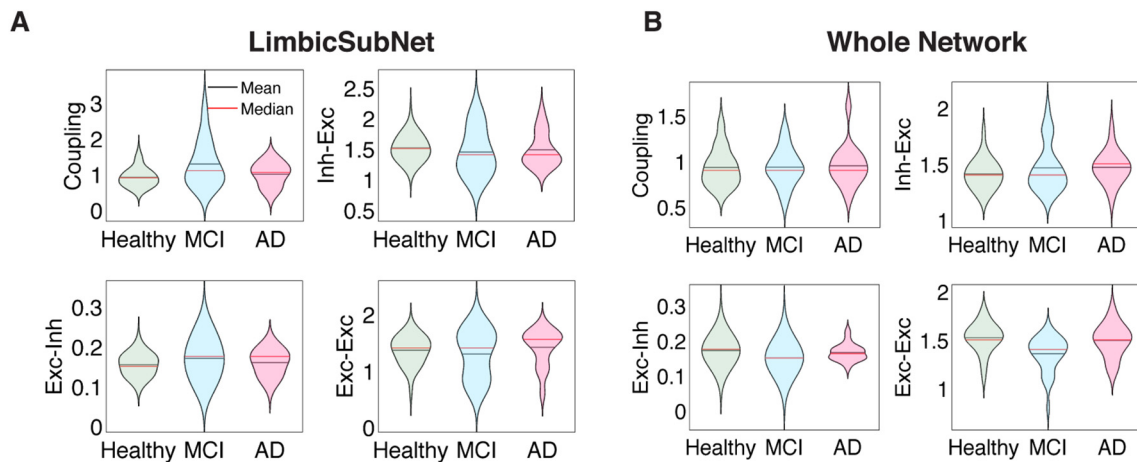 A
LimbicSubNet
Coupling
3
2
1
0
Mean
Median
Healthy MCI AD
Inh-Exc
2.5
2
1.5
1
0.5
Healthy MCI AD
Exc-Inh
0.3
0.2
0.1
0
Healthy MCI AD
Exc-Exc
2
1
0
Healthy MCI AD
B
Whole Network
Coupling
1.5
1
0.5
Healthy MCI AD
Inh-Exc
2
1.5
1
Healthy MCI AD
Exc-Inh
0.3
0.2
0.1
0
Healthy MCI AD
Exc-Exc
2
1.5
1
Healthy MCI AD